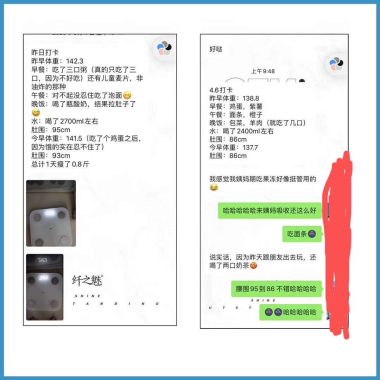 昨日打卡
昨早体重：142.3
早餐：吃了三口粥（真的只吃了三
口，因为不好吃）还有儿童麦片，非
油炸的那种
午餐：对不起没忍住吃了泡面
晚饭：喝了瓶酸奶，结果拉肚子了
水：喝了2700ml左右
肚围：95cm
今早体重：141.5（吃了个鸡蛋之后，
因为饿的实在忍不住了）
肚围：93cm
总计1天瘦了0.8斤
纤之魅
SHINE
TANDING
好哒
上午9:48
4.6打卡
昨早体重：138.8
早餐：鸡蛋，紫薯
午餐：面条，橙子
晚饭：包菜，羊肉（就吃了几口）
水：喝了2400ml左右
肚围：86cm
今早体重：137.7
肚围：86cm
我感觉我姨妈期吃果冻好像挺管用的
哈哈哈哈哈来姨妈吸收还这么好
吃面条
说实话，因为昨天跟朋友出去玩，还
喝了两口奶茶
腰围95到86不错哈哈哈哈
SHINE
哈哈哈哈哈